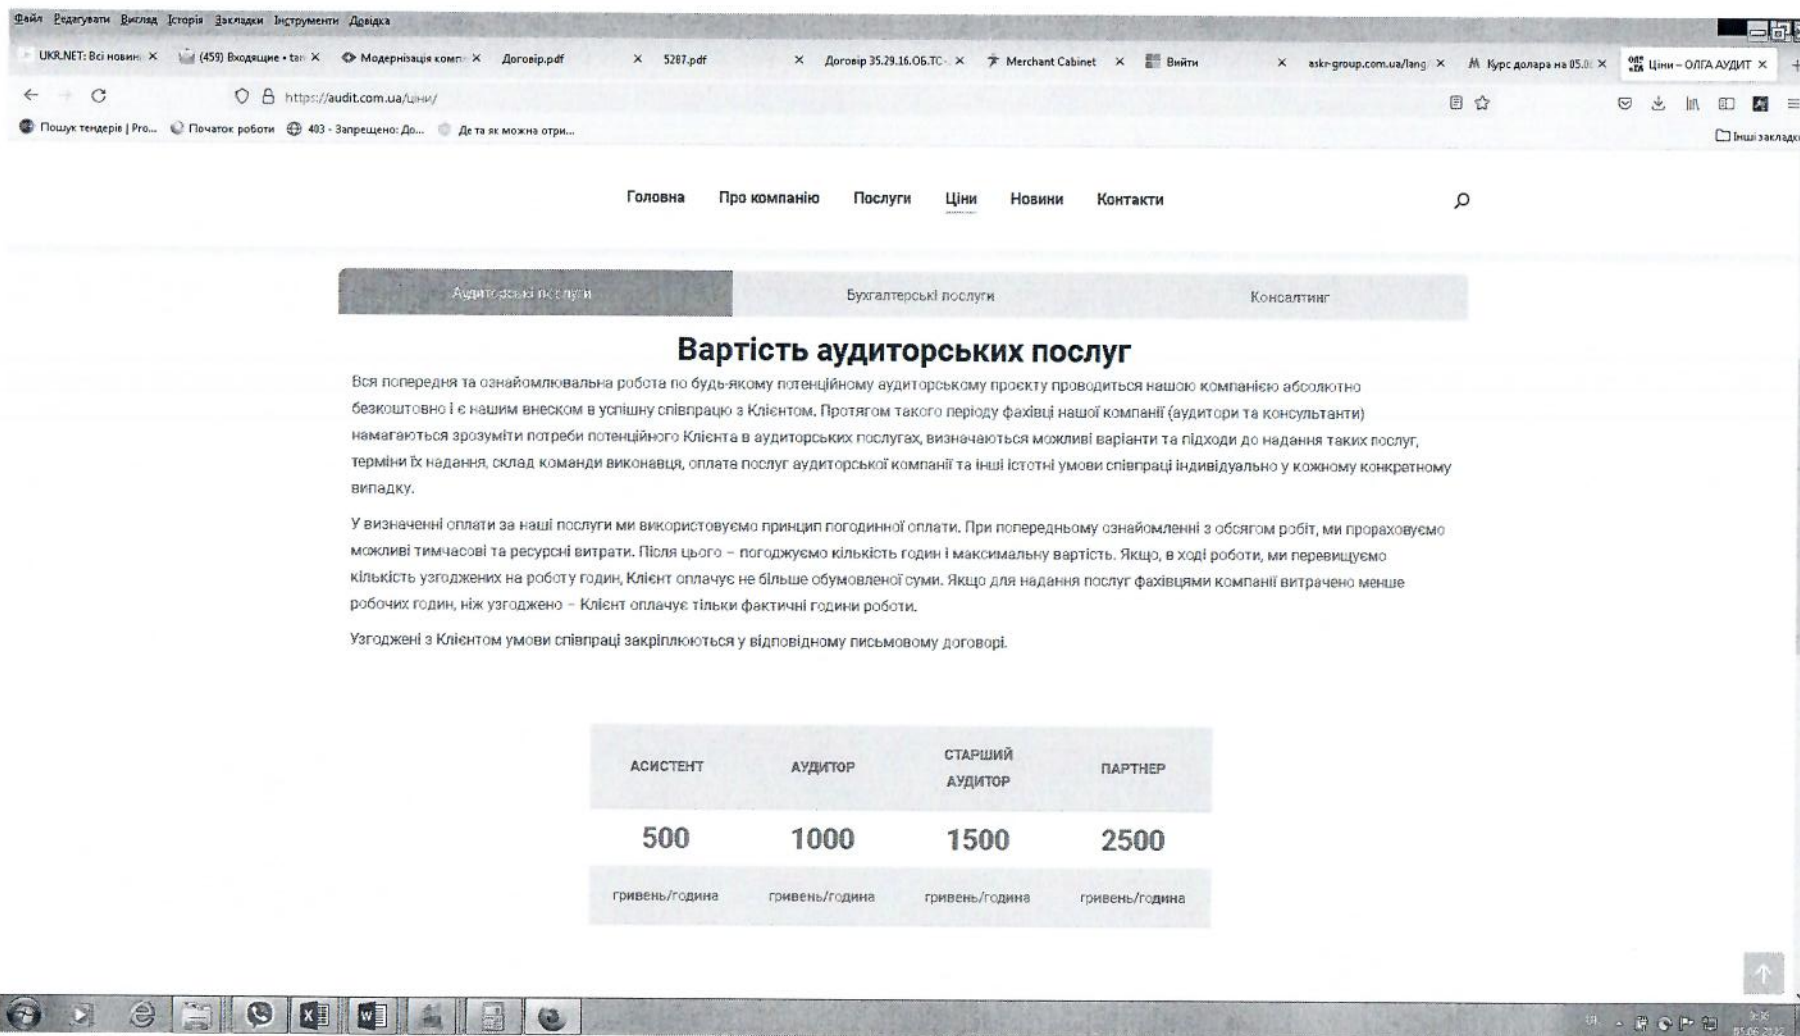 Файл Редагувати Вигляд Історія Закладки Інструменти Довідка
UKR.NET: Всі новин × (459) Входящие • tan × Модернізація комп × Договір.pdf × 5287.pdf × Договір 35.29.16.ОБ.ТС- × Merchant Cabinet × Вийти × askr-group.com.ua/lang × Курс долара на 05.0 × Ціни – ОЛГА АУДИТ × +
https://audit.com.ua/ціни/
Пошук тендерів | Pro... Початок роботи 403 - Запрещено: До... Де та як можна отри... Інші закладки
Головна Про компанію Послуги Ціни Новини Контакти
Аудиторські послуги Бухгалтерські послуги Консалтинг
Вартість аудиторських послуг
Вся попередня та ознайомлювальна робота по будь-якому потенційному аудиторському проєкту проводиться нашою компанією абсолютно
безкоштовно і є нашим внеском в успішну співпрацю з Клієнтом. Протягом такого періоду фахівці нашої компанії (аудитори та консультанти)
намагаються зрозуміти потреби потенційного Клієнта в аудиторських послугах, визначаються можливі варіанти та підходи до надання таких послуг,
терміни їх надання, склад команди виконавця, оплата послуг аудиторської компанії та інші істотні умови співпраці індивідуально у кожному конкретному
випадку.
У визначенні оплати за наші послуги ми використовуємо принцип погодинної оплати. При попередньому ознайомленні з обсягом робіт, ми прораховуємо
можливі тимчасові та ресурсні витрати. Після цього – погоджуємо кількість годин і максимальну вартість. Якщо, в ході роботи, ми перевищуємо
кількість узгоджених на роботу годин, Клієнт оплачує не більше обумовленої суми. Якщо для надання послуг фахівцями компанії витрачено менше
робочих годин, ніж узгоджено – Клієнт оплачує тільки фактичні години роботи.
Узгоджені з Клієнтом умови співпраці закріплюються у відповідному письмовому договорі.
АСИСТЕНТ АУДИТОР СТАРШИЙ АУДИТОР ПАРТНЕР
500 1000 1500 2500
гривень/година гривень/година гривень/година гривень/година
9:36
05.06.2022